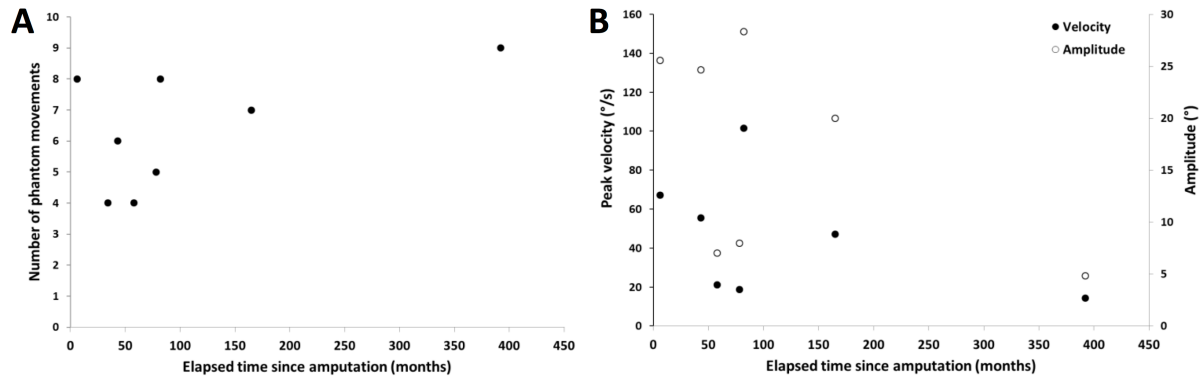 A
Number of phantom movements
10
9
8
7
6
5
4
3
2
1
0
0 50 100 150 200 250 300 350 400 450
Elapsed time since amputation (months)
B
Peak velocity (°/s)
160
140
120
100
80
60
40
20
0
0 50 100 150 200 250 300 350 400 450
Elapsed time since amputation (months)
Velocity
Amplitude
30
25
20
15
10
5
0
Amplitude (°)